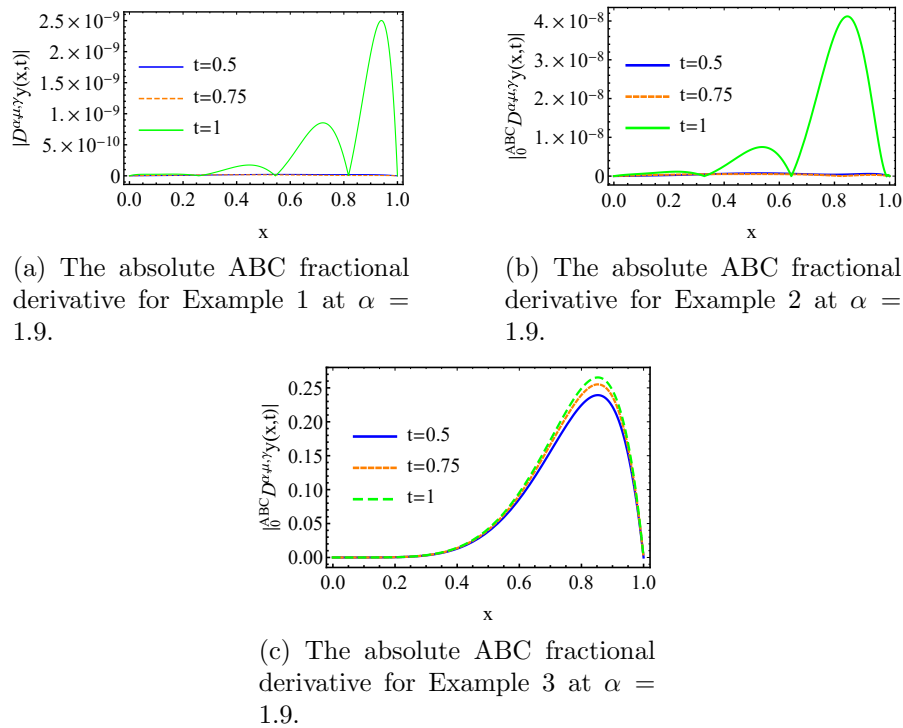 2.5×10⁻⁹
2.×10⁻⁹
1.5×10⁻⁹
1.×10⁻⁹
5.×10⁻¹⁰
0
|D^{α,μ,γ}y(x,t)|
t=0.5
t=0.75
t=1
0.0 0.2 0.4 0.6 0.8 1.0
x
(a) The absolute ABC fractional
derivative for Example 1 at α =
1.9.
4.×10⁻⁸
3.×10⁻⁸
2.×10⁻⁸
1.×10⁻⁸
0
|₀^{ABC}D^{α,μ,γ}y(x,t)|
t=0.5
t=0.75
t=1
0.0 0.2 0.4 0.6 0.8 1.0
x
(b) The absolute ABC fractional
derivative for Example 2 at α =
1.9.
0.25
0.20
0.15
0.10
0.05
0.00
|₀^{ABC}D^{α,μ,γ}y(x,t)|
t=0.5
t=0.75
t=1
0.0 0.2 0.4 0.6 0.8 1.0
x
(c) The absolute ABC fractional
derivative for Example 3 at α =
1.9.